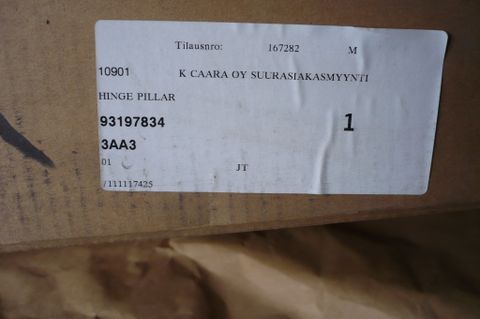 Tilausnro: 167282 M
10901 K CAARA OY SUURASIAKASMYYNTI
HINGE PILLAR
93197834 1
3AA3
01 JT
/111117425